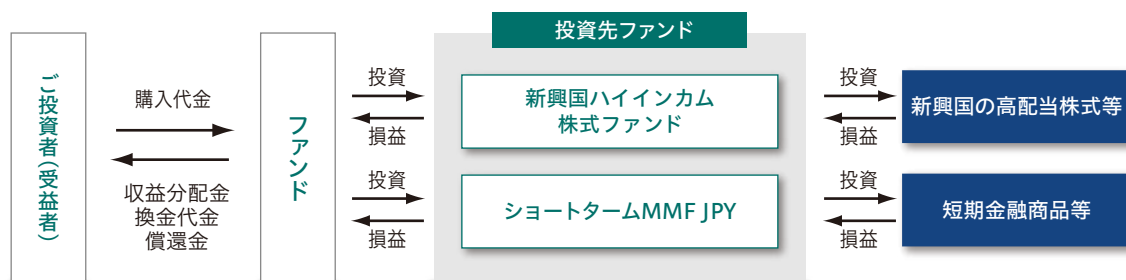 投資先ファンド
ご投資者(受益者)
購入代金
収益分配金
換金代金
償還金
ファンド
投資
損益
新興国ハイインカム
株式ファンド
投資
損益
新興国の高配当株式等
投資
損益
ショートタームMMF JPY
投資
損益
短期金融商品等